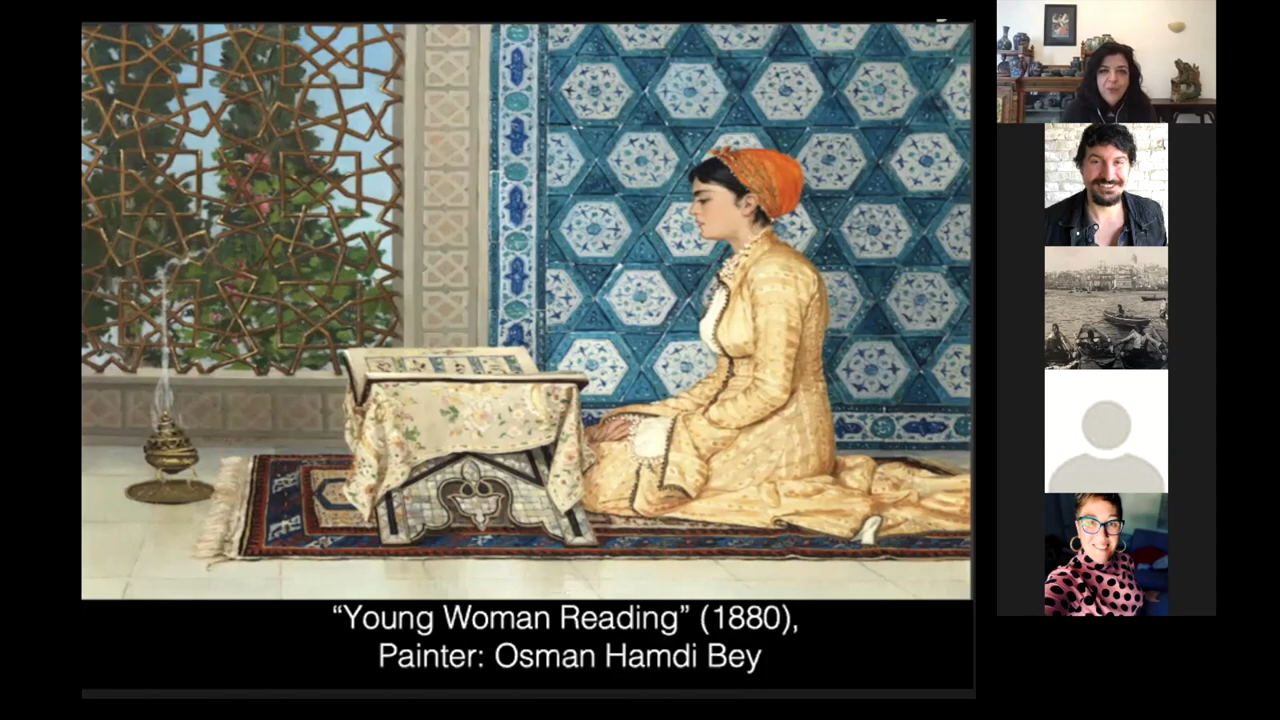 “Young Woman Reading” (1880),
Painter: Osman Hamdi Bey